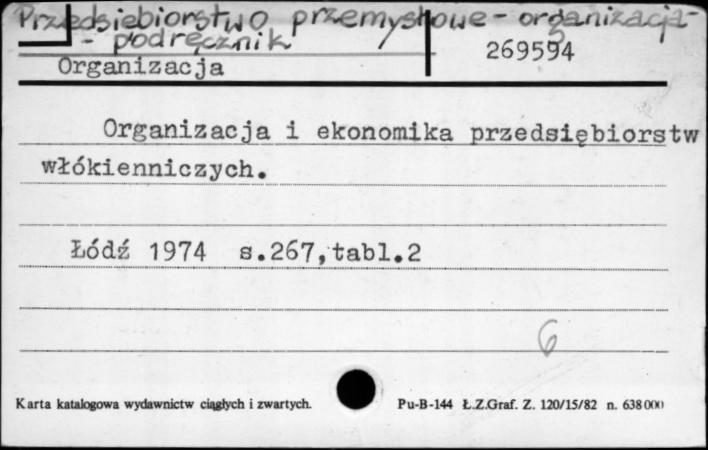 Przedsiębiorstwo przemysłowe - organizacja -
- podręcznik
269594
Organizacja
Organizacja i ekonomika przedsiębiorstw
włókienniczych.
Łódź 1974 s.267,tabl.2
6
Karta katalogowa wydawnictw ciągłych i zwartych. Pu-B-144 Ł.Z.Graf. Z. 120/15/82 n. 638000